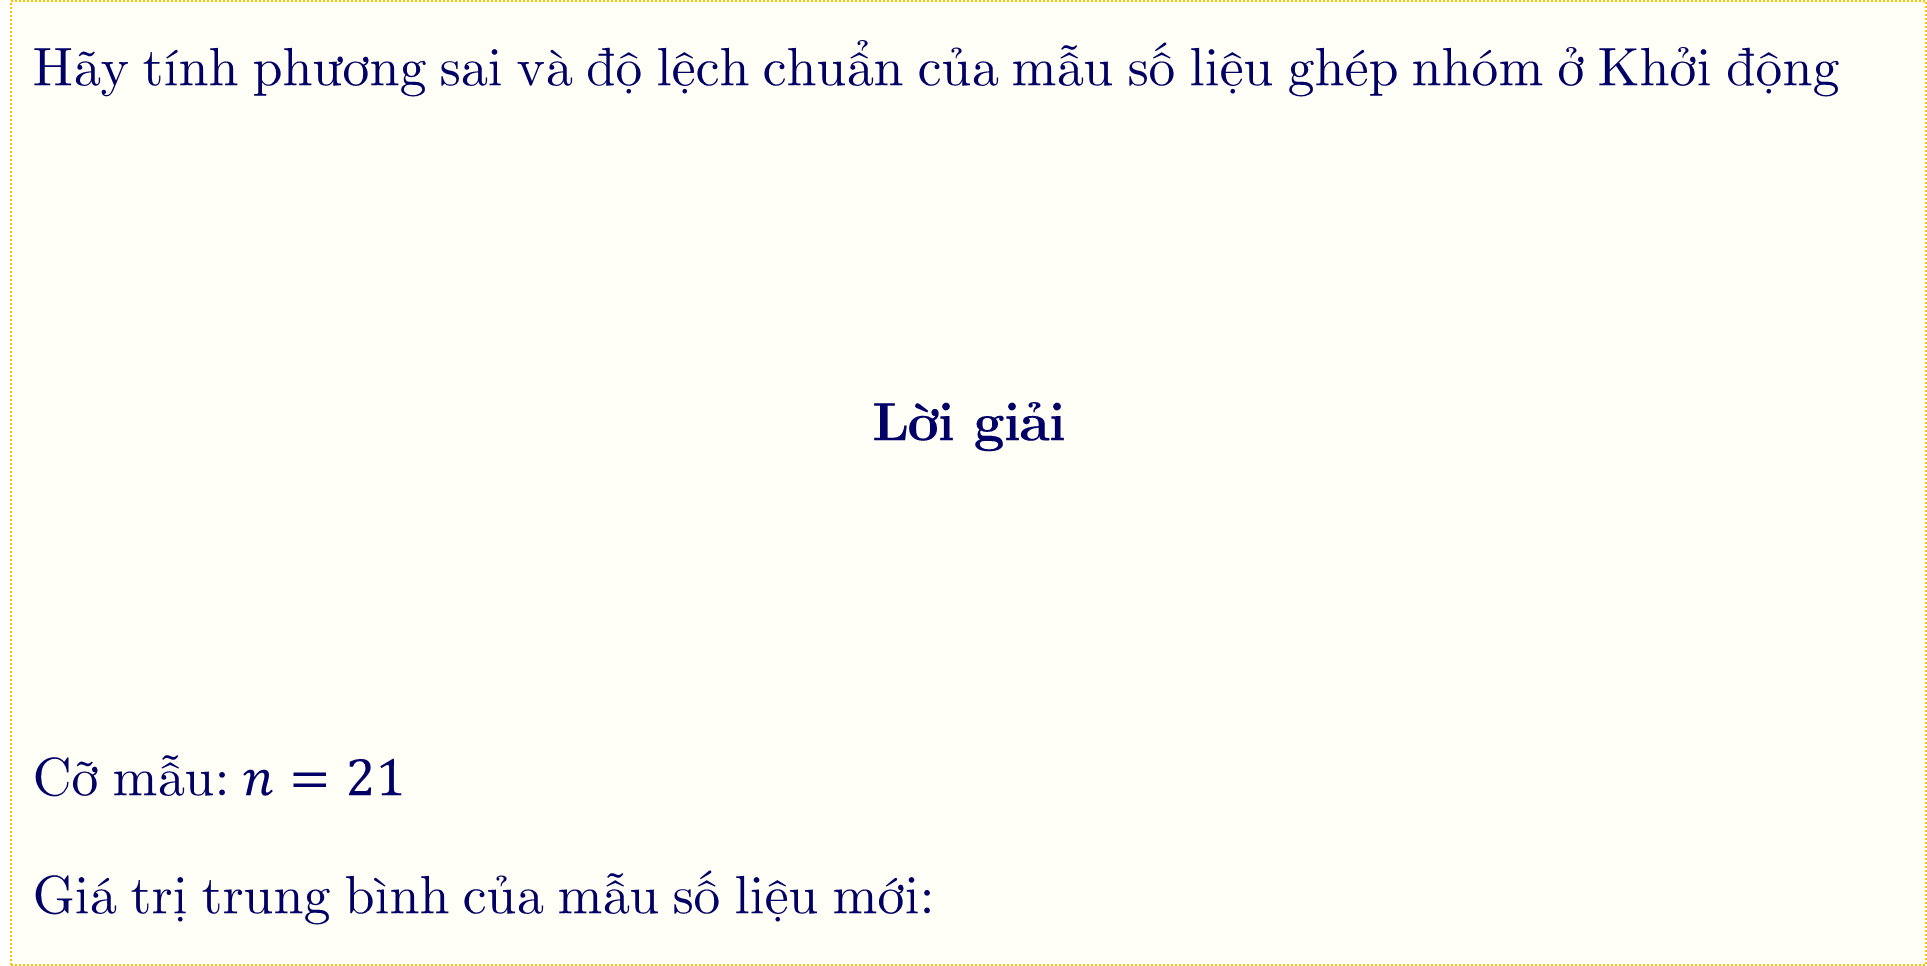 Hãy tính phương sai và độ lệch chuẩn của mẫu số liệu ghép nhóm ở Khởi động
Lời giải
Cỡ mẫu: n = 21
Giá trị trung bình của mẫu số liệu mới: